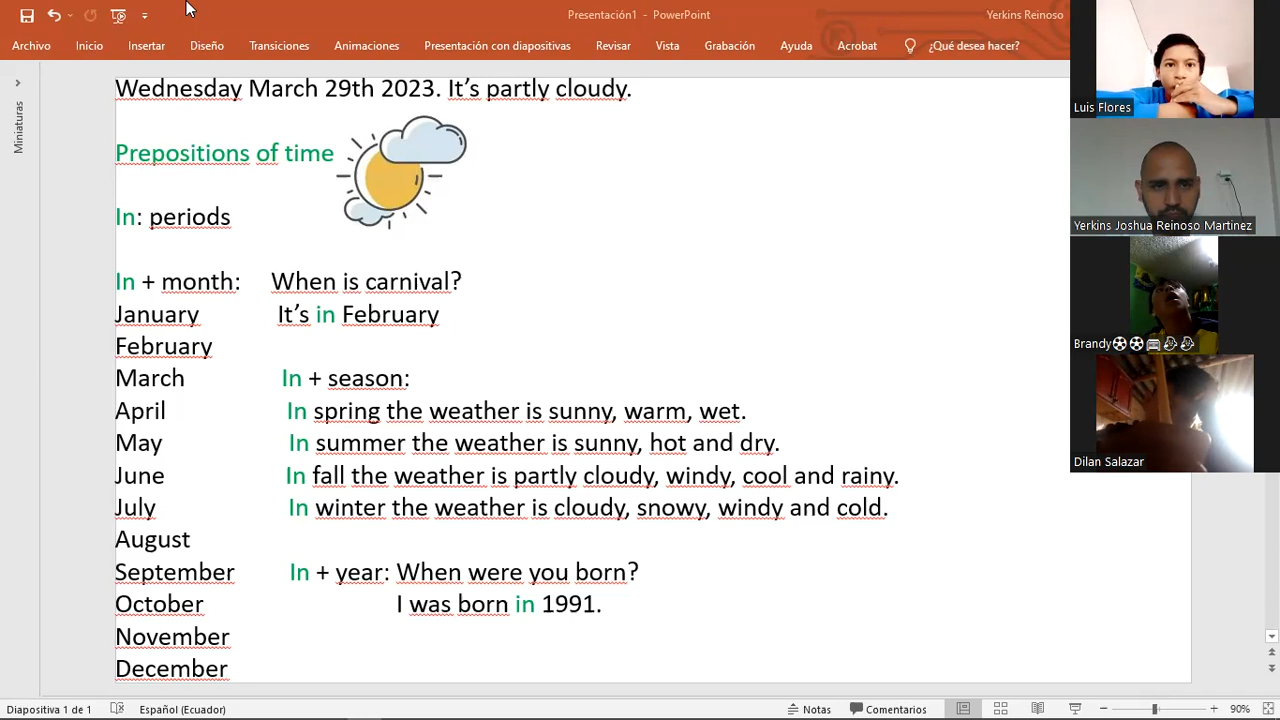 Presentación1 - PowerPoint
Yerkins Reinoso
Archivo Inicio Insertar Diseño Transiciones Animaciones Presentación con diapositivas Revisar Vista Grabación Ayuda Acrobat ¿Qué desea hacer?
Miniaturas
Wednesday March 29th 2023. It's partly cloudy.
Prepositions of time
In: periods
In + month: When is carnival?
January It's in February
February
March In + season:
April In spring the weather is sunny, warm, wet.
May In summer the weather is sunny, hot and dry.
June In fall the weather is partly cloudy, windy, cool and rainy.
July In winter the weather is cloudy, snowy, windy and cold.
August
September In + year: When were you born?
October I was born in 1991.
November
December
Luis Flores
Yerkins Joshua Reinoso Martinez
Brandy
Dilan Salazar
Diapositiva 1 de 1 Español (Ecuador) Notas Comentarios 90%